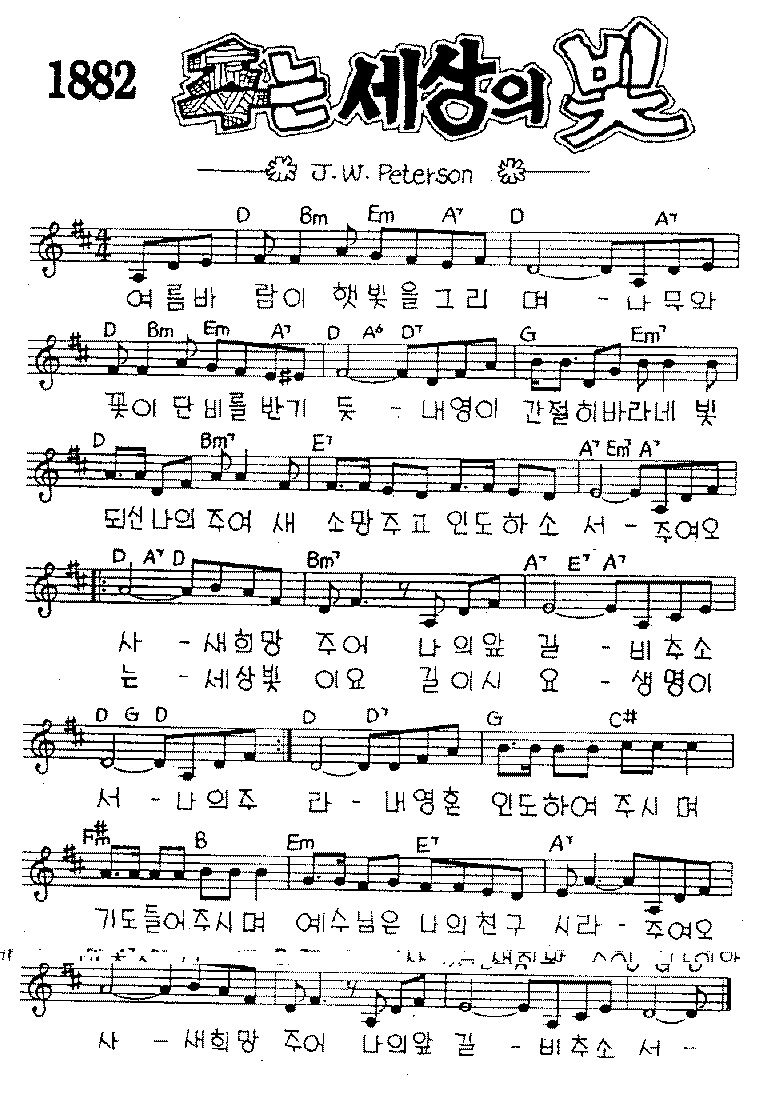 1882
주는 세상의 빛
J.W. Peterson
D Bm Em A7 D A7
여름바 람이 햇빛을그리 며 - 나무와
D Bm Em A7 D A6 D7 G Em7
꽃이 단비를 반기 듯 - 내영이 간절히바라네 빛
D Bm7 E7 A7 Em7 A7
되신나의주여 새 소망주고 인도하소 서 - 주여오
D A7 D Bm7 A7 E7 A7
사 - 새희망 주어 나의앞 길 - 비추소
는 - 세상빛 이요 길이시 요 - 생명이
D G D D D7 G C#
서 - 나의주 라 - 내영혼 인도하여 주시며
F#m B Em E7 A7
기도들어주시며 예수님은 나의친구 시라 - 주여오
사 - 새희망 주어 나의앞 길 - 비추소 서 -